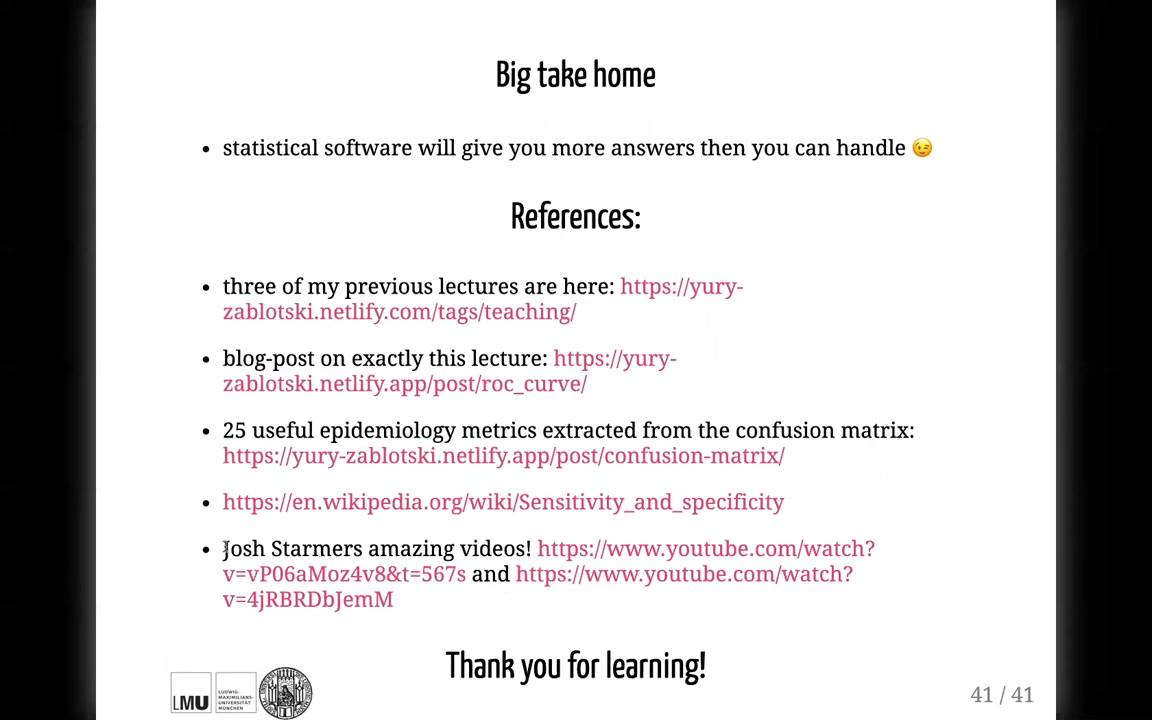 Big take home
• statistical software will give you more answers then you can handle 😉
References:
• three of my previous lectures are here: https://yury-
zablotski.netlify.com/tags/teaching/
• blog-post on exactly this lecture: https://yury-
zablotski.netlify.app/post/roc_curve/
• 25 useful epidemiology metrics extracted from the confusion matrix:
https://yury-zablotski.netlify.app/post/confusion-matrix/
• https://en.wikipedia.org/wiki/Sensitivity_and_specificity
• Josh Starmers amazing videos! https://www.youtube.com/watch?
v=vP06aMoz4v8&t=567s and https://www.youtube.com/watch?
v=4jRBRDbJemM
Thank you for learning!
LMU
LUDWIG-
MAXIMILIANS-
UNIVERSITÄT
MÜNCHEN
41 / 41